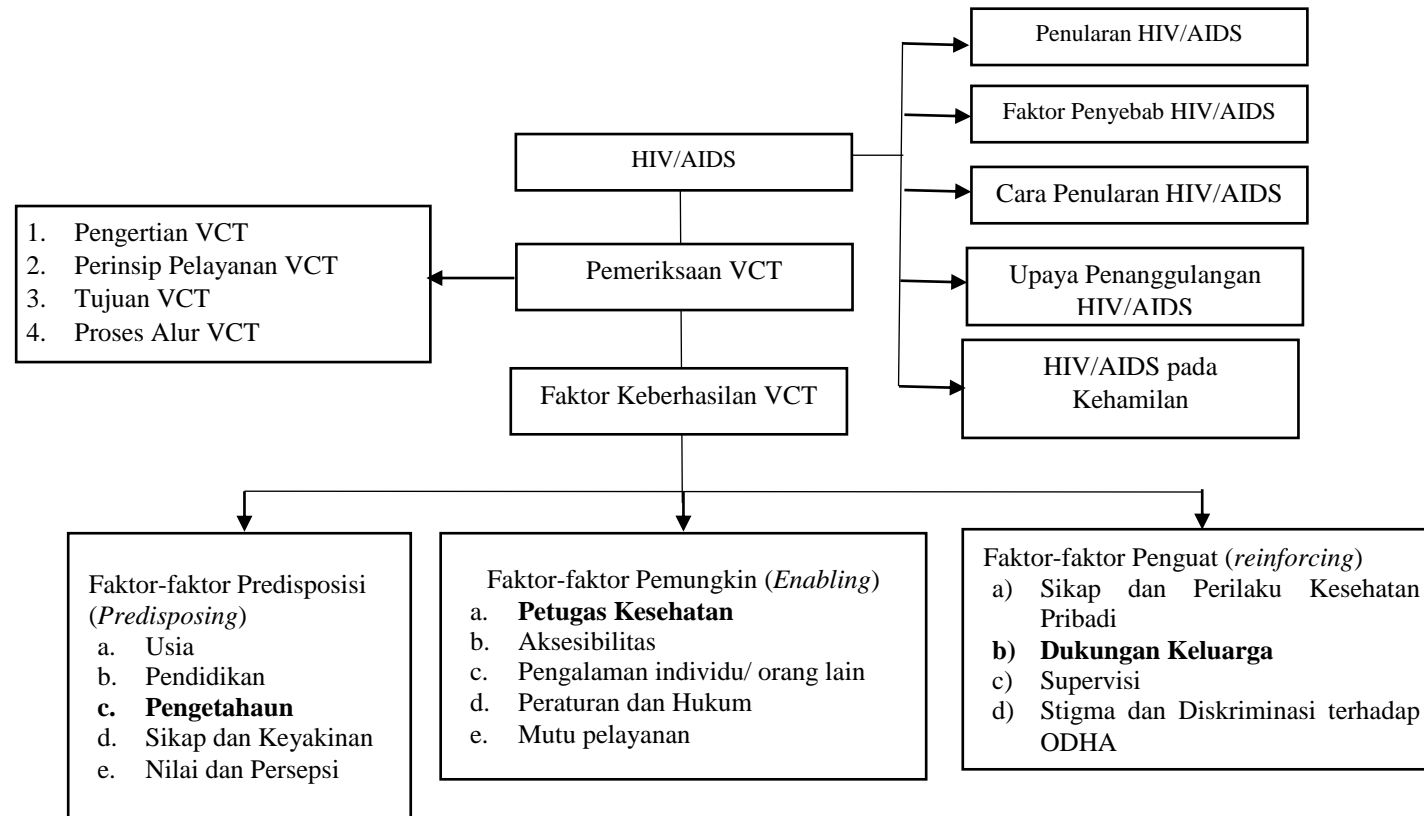 Penularan HIV/AIDS
Faktor Penyebab HIV/AIDS
HIV/AIDS
Cara Penularan HIV/AIDS
1. Pengertian VCT
2. Perinsip Pelayanan VCT
3. Tujuan VCT
4. Proses Alur VCT
Pemeriksaan VCT
Upaya Penanggulangan
HIV/AIDS
HIV/AIDS pada
Kehamilan
Faktor Keberhasilan VCT
Faktor-faktor Predisposisi
(Predisposing)
a. Usia
b. Pendidikan
c. Pengetahaun
d. Sikap dan Keyakinan
e. Nilai dan Persepsi
Faktor-faktor Pemungkin (Enabling)
a. Petugas Kesehatan
b. Aksesibilitas
c. Pengalaman individu/ orang lain
d. Peraturan dan Hukum
e. Mutu pelayanan
Faktor-faktor Penguat (reinforcing)
a) Sikap dan Perilaku Kesehatan
Pribadi
b) Dukungan Keluarga
c) Supervisi
d) Stigma dan Diskriminasi terhadap
ODHA